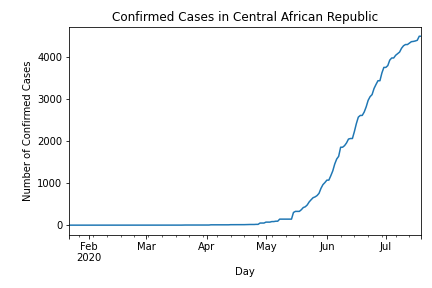 Confirmed Cases in Central African Republic
Number of Confirmed Cases
4000
3000
2000
1000
0
Feb Mar Apr May Jun Jul
2020
Day